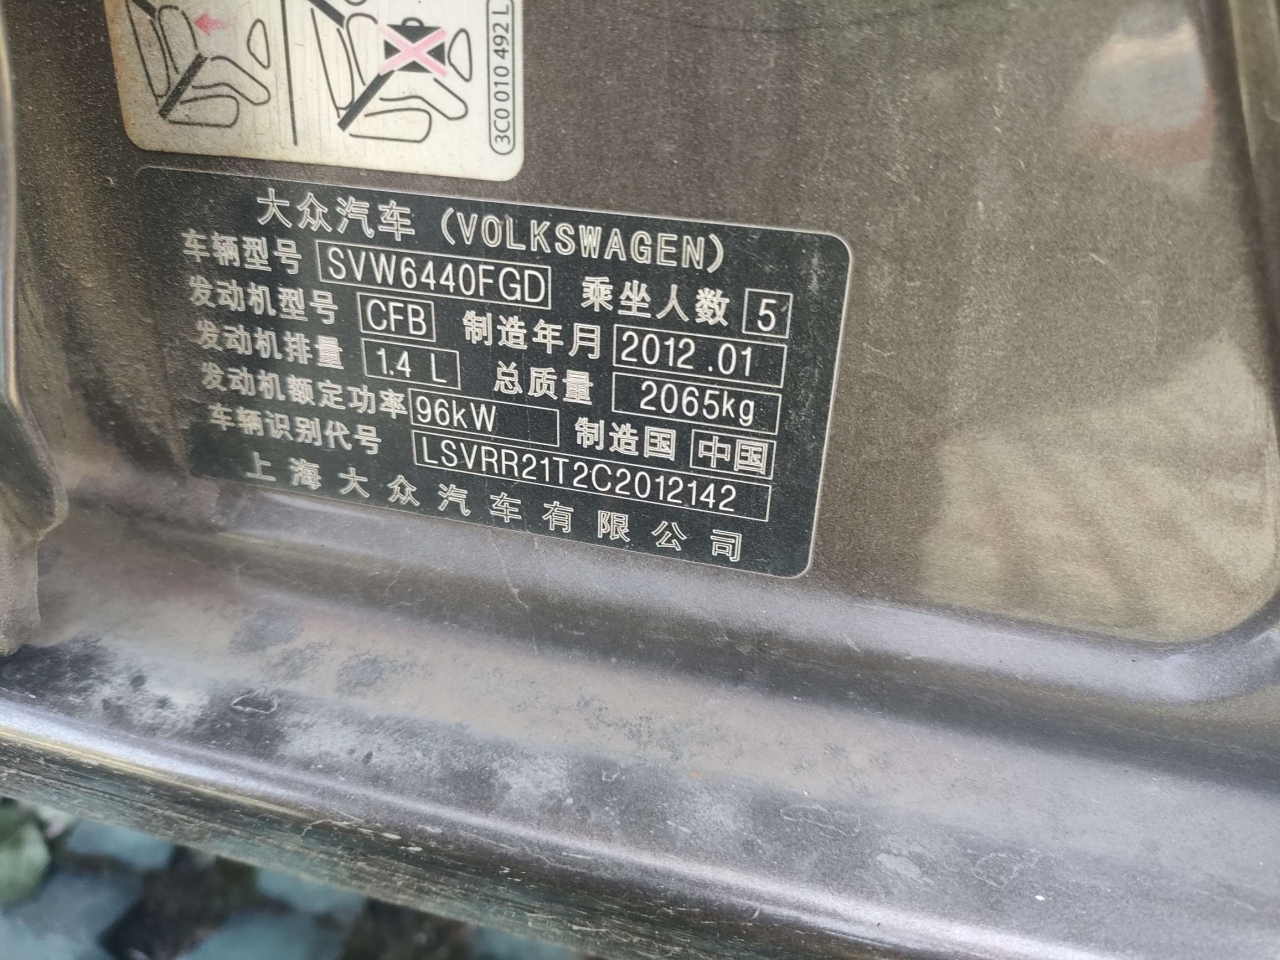 3C0 010 492 L
大众汽车（VOLKSWAGEN）
车辆型号 SVW6440FGD 乘坐人数 5
发动机型号 CFB 制造年月 2012.01
发动机排量 1.4 L 总质量 2065kg
发动机额定功率 96kW 制造国 中国
车辆识别代号 LSVRR21T2C2012142
上海大众汽车有限公司